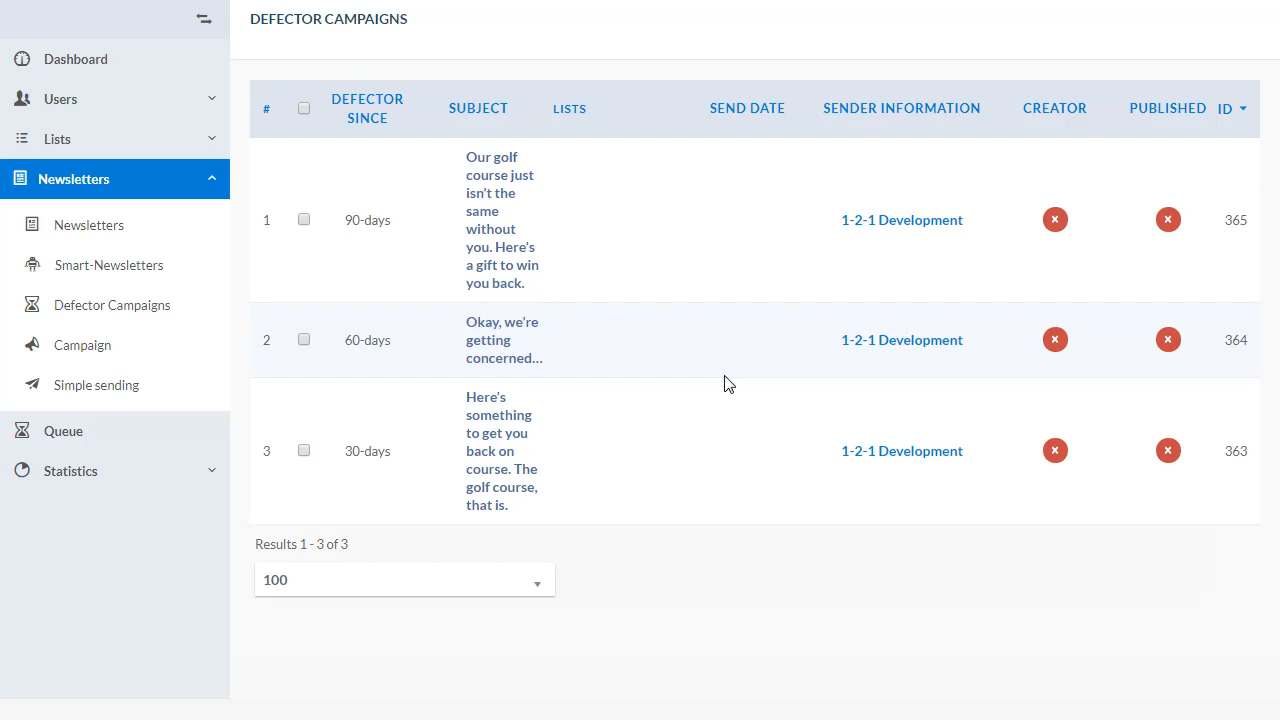 DEFECTOR CAMPAIGNS
Dashboard
Users
Lists
Newsletters
Newsletters
Smart-Newsletters
Defector Campaigns
Campaign
Simple sending
Queue
Statistics
# DEFECTOR SINCE SUBJECT LISTS SEND DATE SENDER INFORMATION CREATOR PUBLISHED ID
1 90-days
Our golf
course just
isn't the
same
without
you. Here's
a gift to win
you back.
1-2-1 Development 365
2 60-days
Okay, we're
getting
concerned...
1-2-1 Development 364
3 30-days
Here's
something
to get you
back on
course. The
golf course,
that is.
1-2-1 Development 363
Results 1 - 3 of 3
100